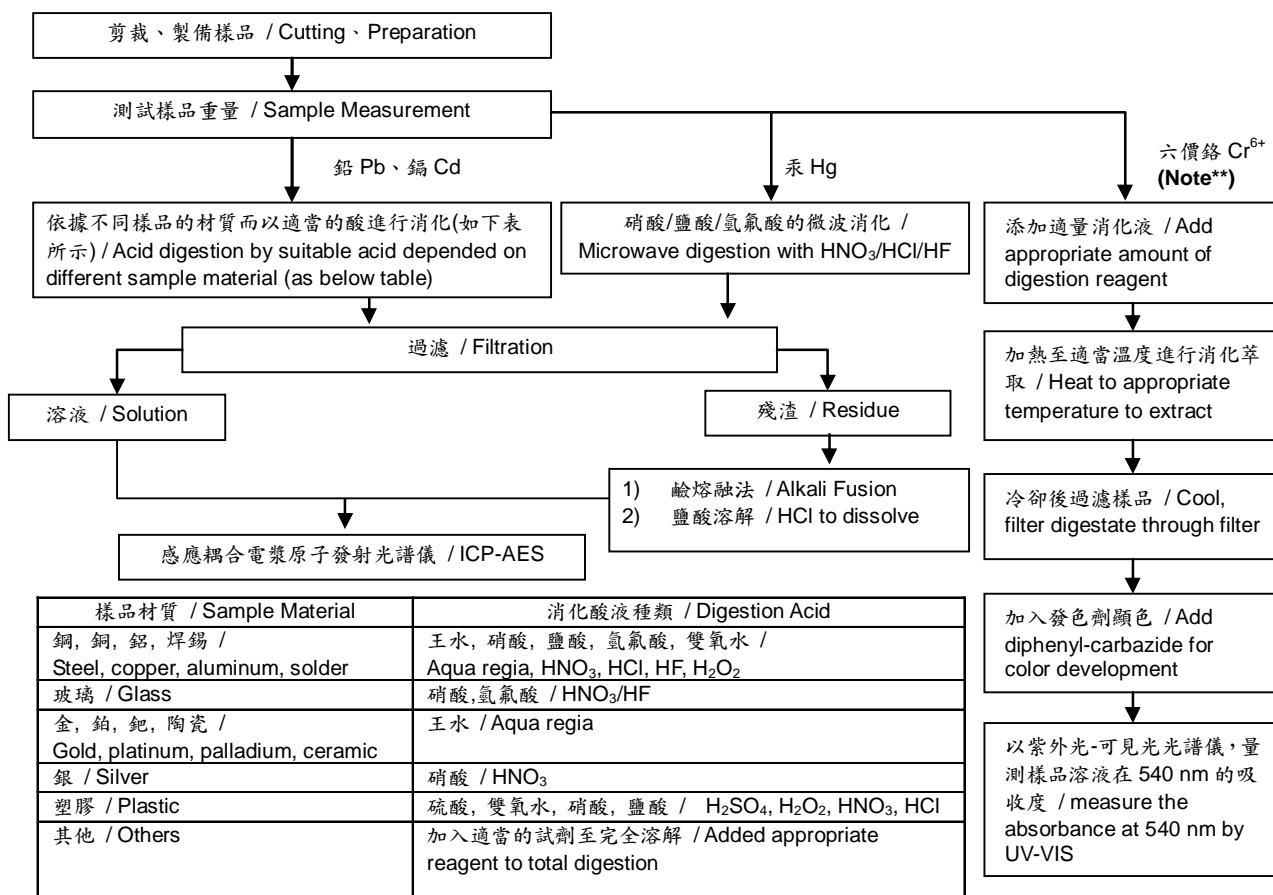 剪裁、製備樣品 / Cutting、Preparation
測試樣品重量 / Sample Measurement
鉛 Pb、鎘 Cd
汞 Hg
六價鉻 Cr⁶⁺
(Note**)
依據不同樣品的材質而以適當的酸進行消化(如下表
所示) / Acid digestion by suitable acid depended on
different sample material (as below table)
硝酸/鹽酸/氫氟酸的微波消化 /
Microwave digestion with HNO₃/HCl/HF
添加適量消化液 / Add
appropriate amount of
digestion reagent
過濾 / Filtration
溶液 / Solution
殘渣 / Residue
加熱至適當溫度進行消化萃
取 / Heat to appropriate
temperature to extract
1) 鹼熔融法 / Alkali Fusion
2) 鹽酸溶解 / HCl to dissolve
冷卻後過濾樣品 / Cool,
filter digestate through filter
感應耦合電漿原子發射光譜儀 / ICP-AES
加入發色劑顯色 / Add
diphenyl-carbazide for
color development
以紫外光-可見光光譜儀,量
測樣品溶液在 540 nm 的吸
收度 / measure the
absorbance at 540 nm by
UV-VIS
樣品材質 / Sample Material
消化酸液種類 / Digestion Acid
鋼, 銅, 鋁, 焊錫 /
Steel, copper, aluminum, solder
王水, 硝酸, 鹽酸, 氫氟酸, 雙氧水 /
Aqua regia, HNO₃, HCl, HF, H₂O₂
玻璃 / Glass
硝酸,氫氟酸 / HNO₃/HF
金, 鉑, 鈀, 陶瓷 /
Gold, platinum, palladium, ceramic
王水 / Aqua regia
銀 / Silver
硝酸 / HNO₃
塑膠 / Plastic
硫酸, 雙氧水, 硝酸, 鹽酸 / H₂SO₄, H₂O₂, HNO₃, HCl
其他 / Others
加入適當的試劑至完全溶解 / Added appropriate
reagent to total digestion